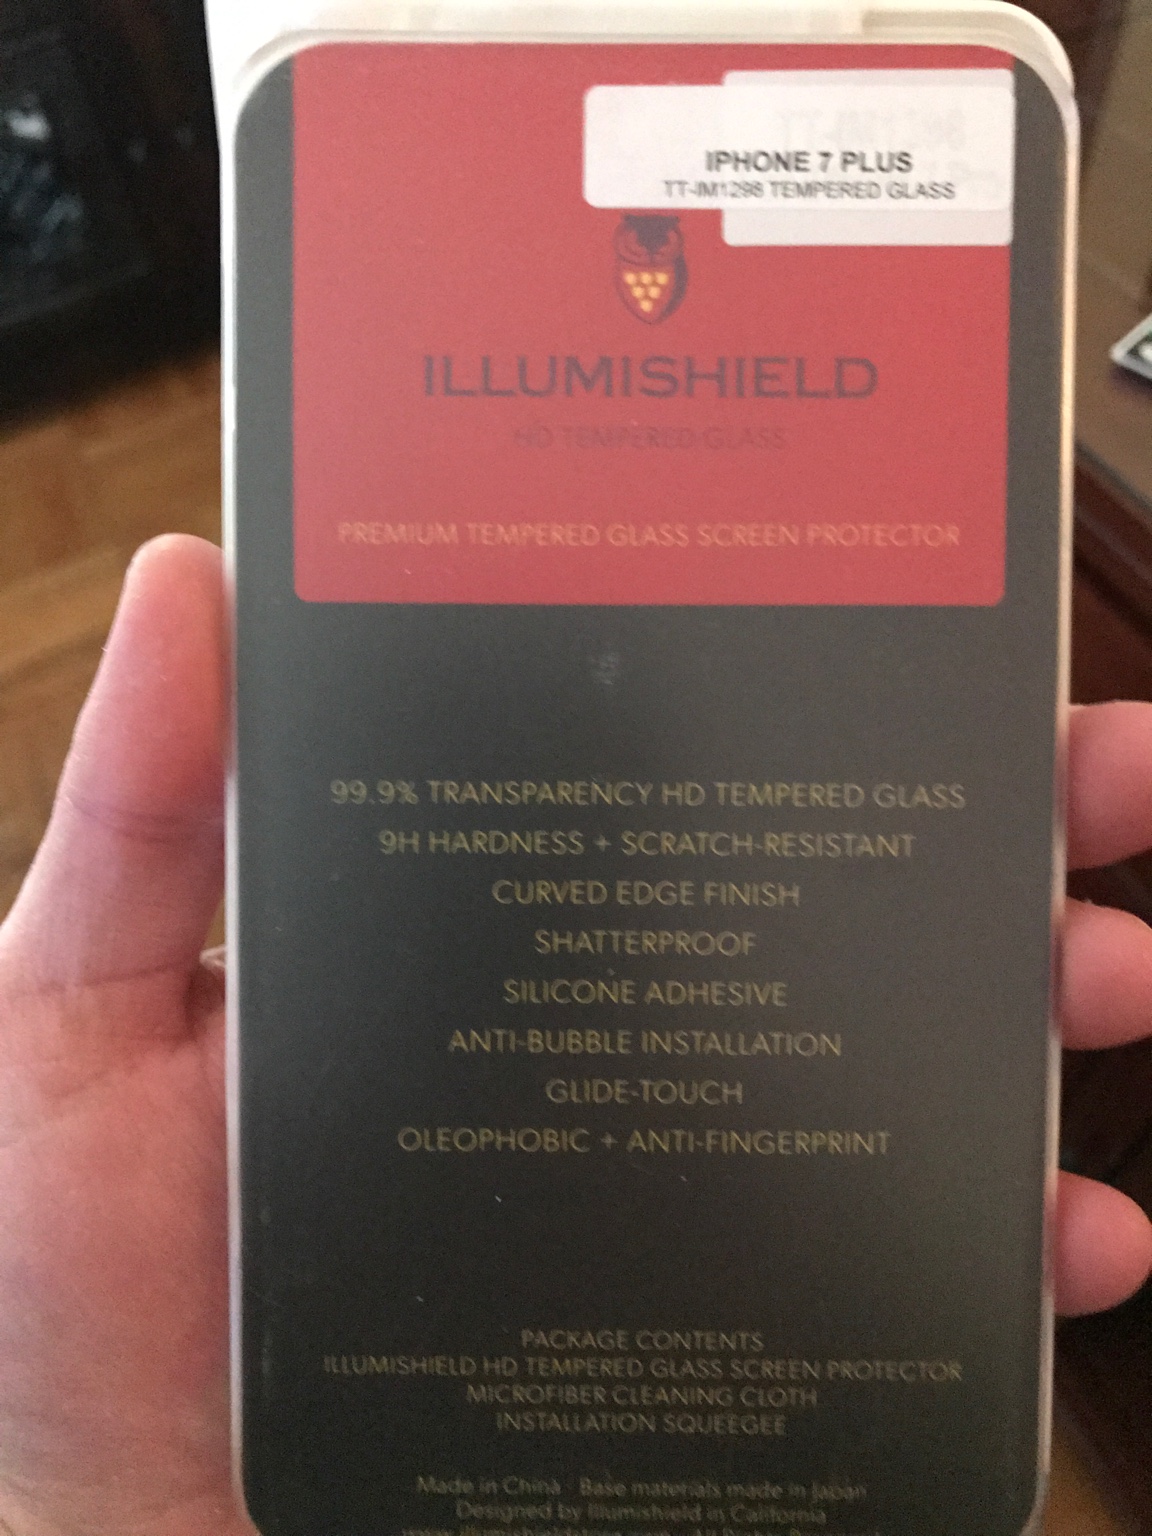 IPHONE 7 PLUS
TT-IM1298 TEMPERED GLASS
ILLUMISHIELD
HD TEMPERED GLASS
PREMIUM TEMPERED GLASS SCREEN PROTECTOR
99.9% TRANSPARENCY HD TEMPERED GLASS
9H HARDNESS + SCRATCH-RESISTANT
CURVED EDGE FINISH
SHATTERPROOF
SILICONE ADHESIVE
ANTI-BUBBLE INSTALLATION
GLIDE-TOUCH
OLEOPHOBIC + ANTI-FINGERPRINT
PACKAGE CONTENTS
ILLUMISHIELD HD TEMPERED GLASS SCREEN PROTECTOR
MICROFIBER CLEANING CLOTH
INSTALLATION SQUEEGEE
Made in China · Base materials made in Japan
Designed by Illumishield in California